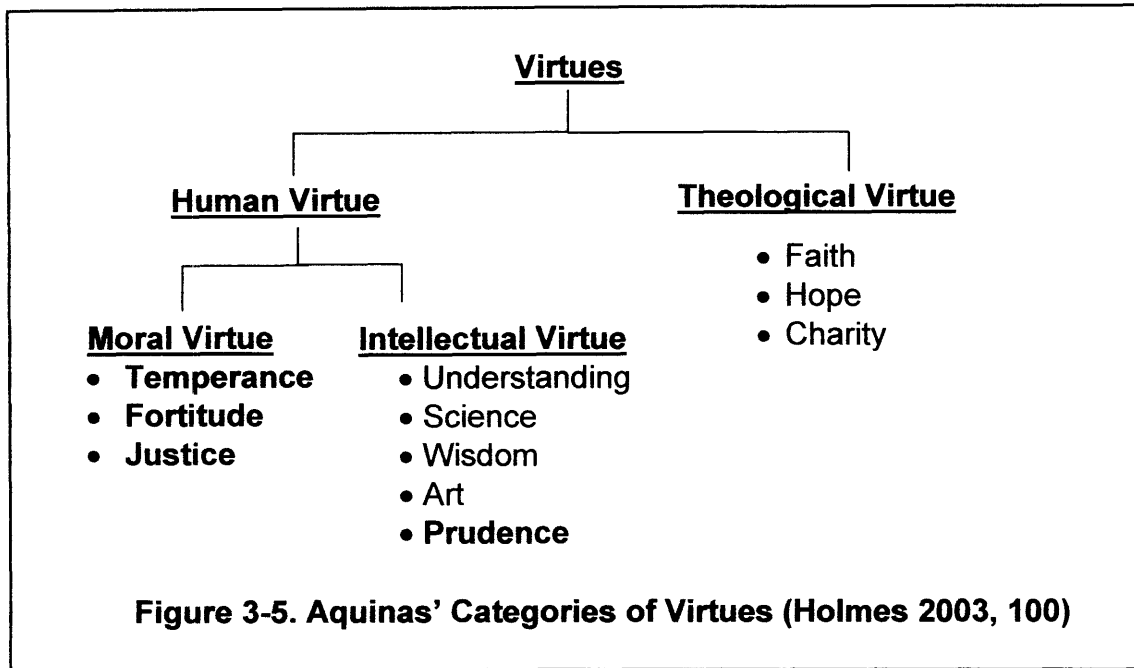 Virtues
Human Virtue
Theological Virtue
• Faith
• Hope
• Charity
Moral Virtue
• Temperance
• Fortitude
• Justice
Intellectual Virtue
• Understanding
• Science
• Wisdom
• Art
• Prudence
Figure 3-5. Aquinas' Categories of Virtues (Holmes 2003, 100)